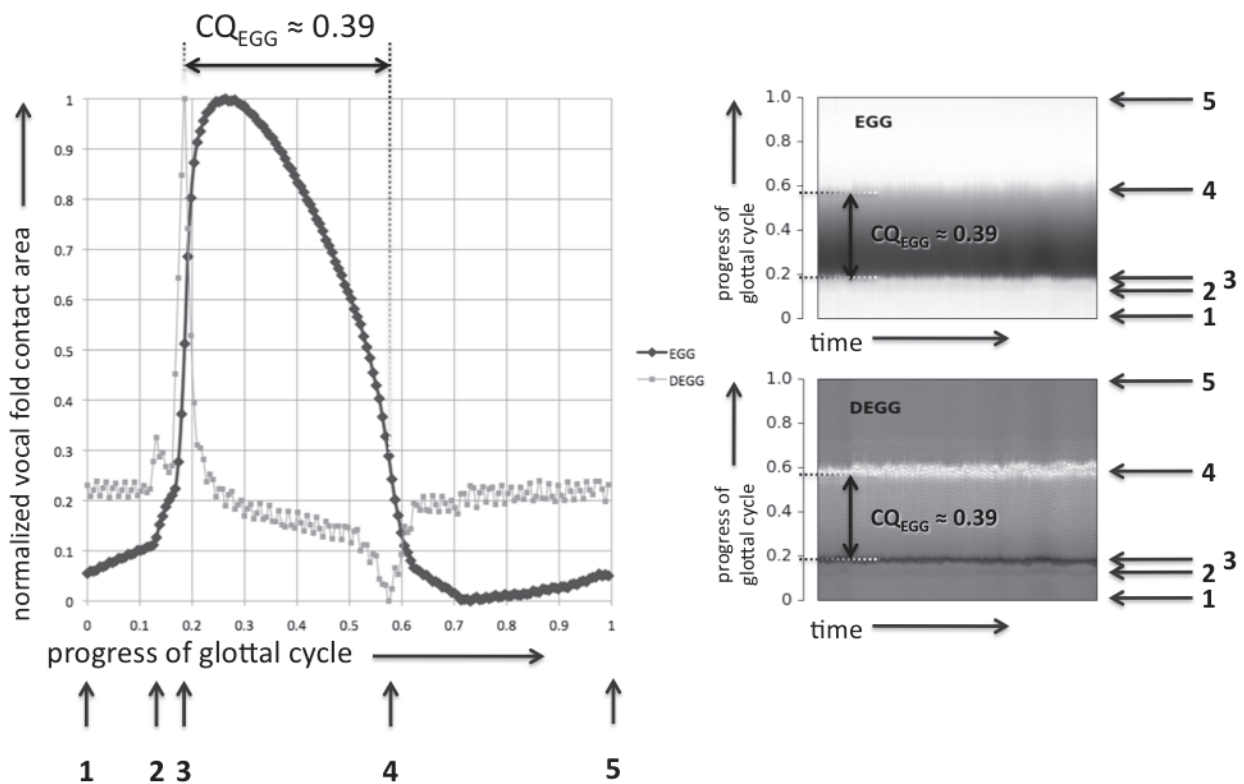 CQEGG ≈ 0.39
normalized vocal fold contact area
1
0.9
0.8
0.7
0.6
0.5
0.4
0.3
0.2
0.1
0
0 0.1 0.2 0.3 0.4 0.5 0.6 0.7 0.8 0.9 1
progress of glottal cycle
1 2 3 4 5
EGG
DEGG
progress of
glottal cycle
1.0
0.8
0.6
0.4
0.2
0
EGG
CQEGG ≈ 0.39
time
5
4
3
2
1
progress of
glottal cycle
1.0
0.8
0.6
0.4
0.2
0
DEGG
CQEGG ≈ 0.39
time
5
4
3
2
1